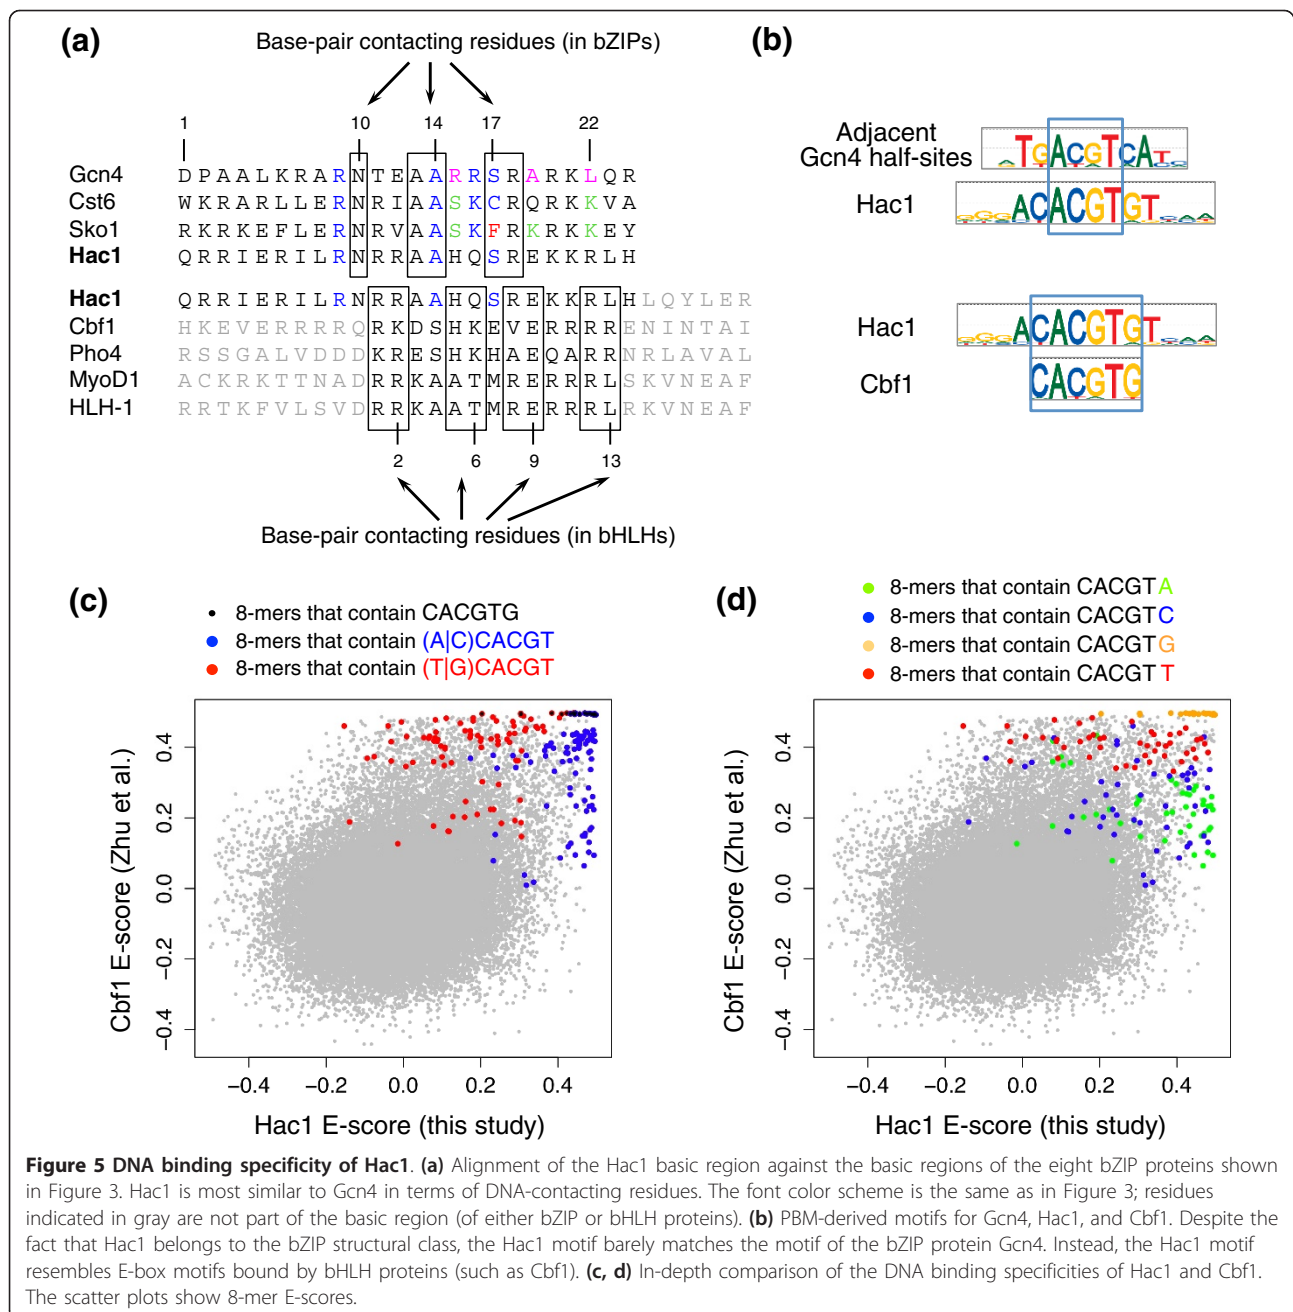 (a)
Base-pair contacting residues (in bZIPs)
1 10 14 17 22
Gcn4 DPAALKRARNTEAARRSRARKLQR
Cst6 WKRARLLERNRIAASKCRQRKKVA
Sko1 RKRKEFLERNRVAASKFRKRKKEY
Hac1 QRRIERILRNRRAAHQSREKKRLH
Hac1 QRRIERILRNRRAAHQSREKKRLHLQYLER
Cbf1 HKEVERRRRQRKDSHKEVERRRRENINTAI
Pho4 RSSGALVDDDKRESHKHAEQARRNRLAVAL
MyoD1 ACKRKTTNADRRKAATMRERRRLSKVNEAF
HLH-1 RRTKFVLSVDRRKAATMRERRRLRKVNEAF
2 6 9 13
Base-pair contacting residues (in bHLHs)
(b)
Adjacent
Gcn4 half-sites
TGACGTCAT
Hac1
ACACGTGT
Hac1
ACACGTGT
Cbf1
CACGTG
(c)
8-mers that contain CACGTG
8-mers that contain (A|C)CACGT
8-mers that contain (T|G)CACGT
Cbf1 E-score (Zhu et al.)
0.4
0.2
0.0
−0.2
−0.4
−0.4 −0.2 0.0 0.2 0.4
Hac1 E-score (this study)
(d)
8-mers that contain CACGTA
8-mers that contain CACGTC
8-mers that contain CACGTG
8-mers that contain CACGTT
Cbf1 E-score (Zhu et al.)
0.4
0.2
0.0
−0.2
−0.4
−0.4 −0.2 0.0 0.2 0.4
Hac1 E-score (this study)
Figure 5 DNA binding specificity of Hac1. (a) Alignment of the Hac1 basic region against the basic regions of the eight bZIP proteins shown
in Figure 3. Hac1 is most similar to Gcn4 in terms of DNA-contacting residues. The font color scheme is the same as in Figure 3; residues
indicated in gray are not part of the basic region (of either bZIP or bHLH proteins). (b) PBM-derived motifs for Gcn4, Hac1, and Cbf1. Despite the
fact that Hac1 belongs to the bZIP structural class, the Hac1 motif barely matches the motif of the bZIP protein Gcn4. Instead, the Hac1 motif
resembles E-box motifs bound by bHLH proteins (such as Cbf1). (c, d) In-depth comparison of the DNA binding specificities of Hac1 and Cbf1.
The scatter plots show 8-mer E-scores.